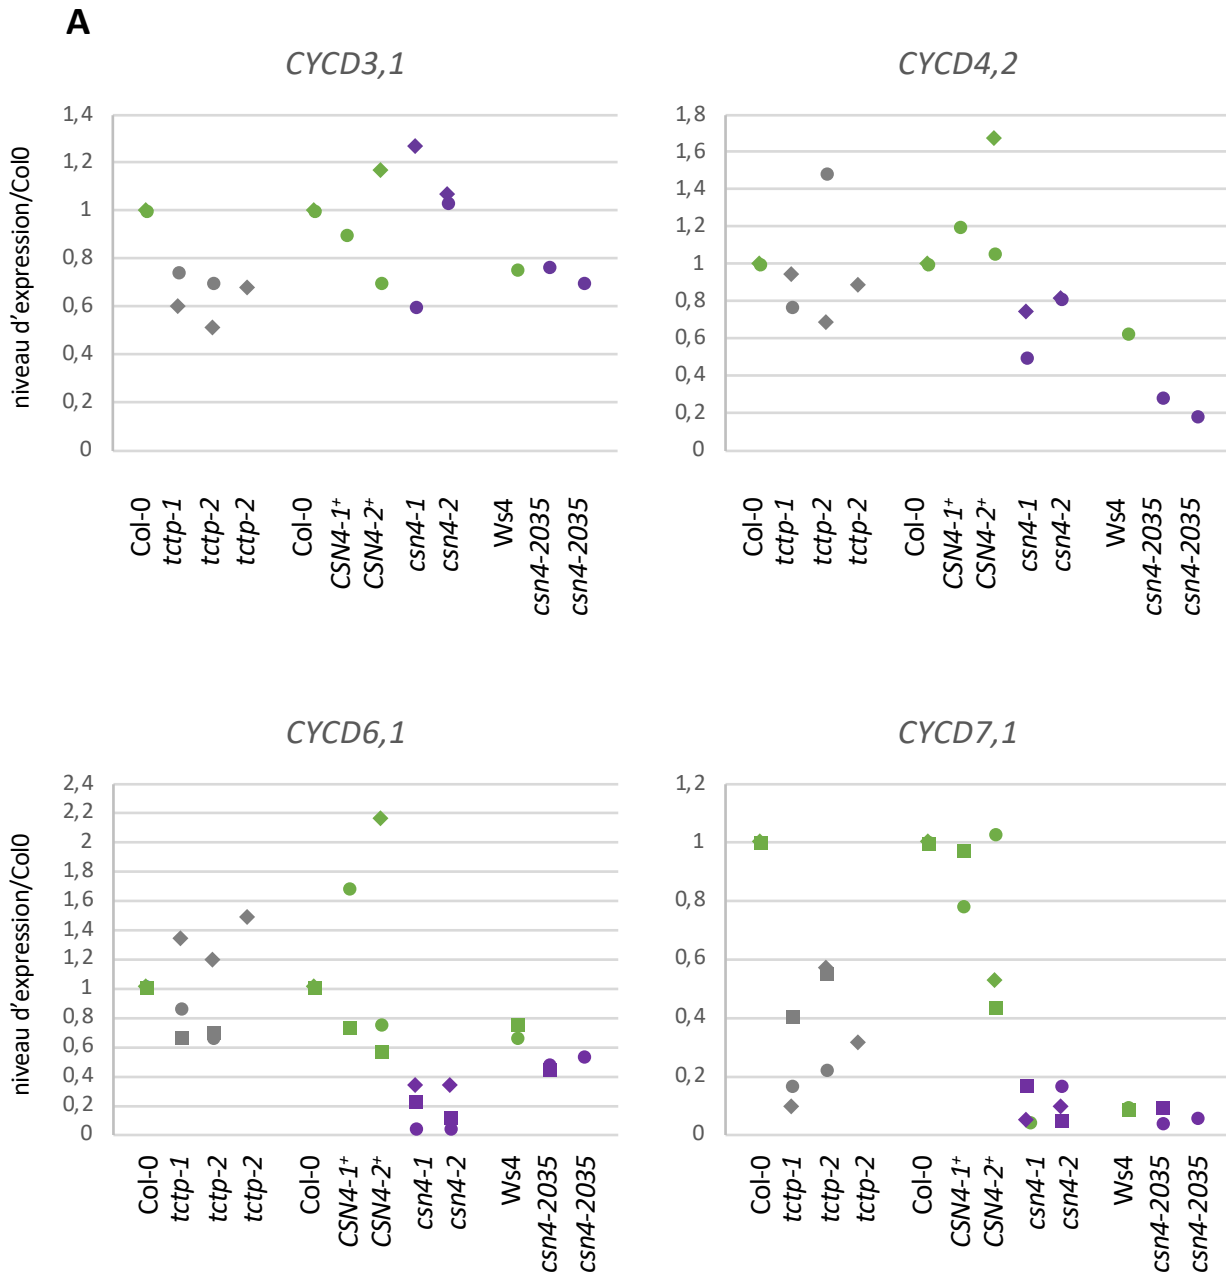 A
CYCD3,1
niveau d’expression/Col0
1,4
1,2
1
0,8
0,6
0,4
0,2
0
Col-0
tctp-1
tctp-2
tctp-2
Col-0
CSN4-1⁺
CSN4-2⁺
csn4-1
csn4-2
Ws4
csn4-2035
csn4-2035
CYCD4,2
1,8
1,6
1,4
1,2
1
0,8
0,6
0,4
0,2
0
Col-0
tctp-1
tctp-2
tctp-2
Col-0
CSN4-1⁺
CSN4-2⁺
csn4-1
csn4-2
Ws4
csn4-2035
csn4-2035
CYCD6,1
niveau d’expression/Col0
2,4
2,2
2
1,8
1,6
1,4
1,2
1
0,8
0,6
0,4
0,2
0
Col-0
tctp-1
tctp-2
tctp-2
Col-0
CSN4-1⁺
CSN4-2⁺
csn4-1
csn4-2
Ws4
csn4-2035
csn4-2035
CYCD7,1
1,2
1
0,8
0,6
0,4
0,2
0
Col-0
tctp-1
tctp-2
tctp-2
Col-0
CSN4-1⁺
CSN4-2⁺
csn4-1
csn4-2
Ws4
csn4-2035
csn4-2035